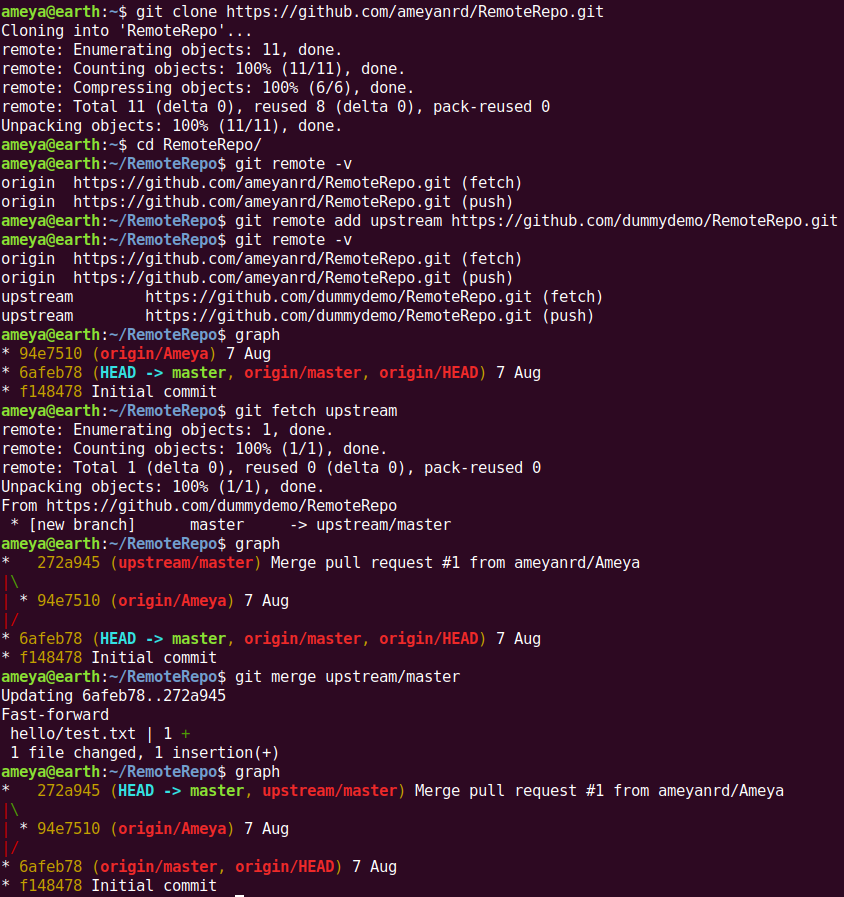 ameya@earth:~$ git clone https://github.com/ameyanrd/RemoteRepo.git
Cloning into 'RemoteRepo'...
remote: Enumerating objects: 11, done.
remote: Counting objects: 100% (11/11), done.
remote: Compressing objects: 100% (6/6), done.
remote: Total 11 (delta 0), reused 8 (delta 0), pack-reused 0
Unpacking objects: 100% (11/11), done.
ameya@earth:~$ cd RemoteRepo/
ameya@earth:~/RemoteRepo$ git remote -v
origin  https://github.com/ameyanrd/RemoteRepo.git (fetch)
origin  https://github.com/ameyanrd/RemoteRepo.git (push)
ameya@earth:~/RemoteRepo$ git remote add upstream https://github.com/dummydemo/RemoteRepo.git
ameya@earth:~/RemoteRepo$ git remote -v
origin  https://github.com/ameyanrd/RemoteRepo.git (fetch)
origin  https://github.com/ameyanrd/RemoteRepo.git (push)
upstream        https://github.com/dummydemo/RemoteRepo.git (fetch)
upstream        https://github.com/dummydemo/RemoteRepo.git (push)
ameya@earth:~/RemoteRepo$ graph
* 94e7510 (origin/Ameya) 7 Aug
* 6afeb78 (HEAD -> master, origin/master, origin/HEAD) 7 Aug
* f148478 Initial commit
ameya@earth:~/RemoteRepo$ git fetch upstream
remote: Enumerating objects: 1, done.
remote: Counting objects: 100% (1/1), done.
remote: Total 1 (delta 0), reused 0 (delta 0), pack-reused 0
Unpacking objects: 100% (1/1), done.
From https://github.com/dummydemo/RemoteRepo
 * [new branch]      master     -> upstream/master
ameya@earth:~/RemoteRepo$ graph
*   272a945 (upstream/master) Merge pull request #1 from ameyanrd/Ameya
|\
| * 94e7510 (origin/Ameya) 7 Aug
|/
* 6afeb78 (HEAD -> master, origin/master, origin/HEAD) 7 Aug
* f148478 Initial commit
ameya@earth:~/RemoteRepo$ git merge upstream/master
Updating 6afeb78..272a945
Fast-forward
 hello/test.txt | 1 +
 1 file changed, 1 insertion(+)
ameya@earth:~/RemoteRepo$ graph
*   272a945 (HEAD -> master, upstream/master) Merge pull request #1 from ameyanrd/Ameya
|\
| * 94e7510 (origin/Ameya) 7 Aug
|/
* 6afeb78 (origin/master, origin/HEAD) 7 Aug
* f148478 Initial commit